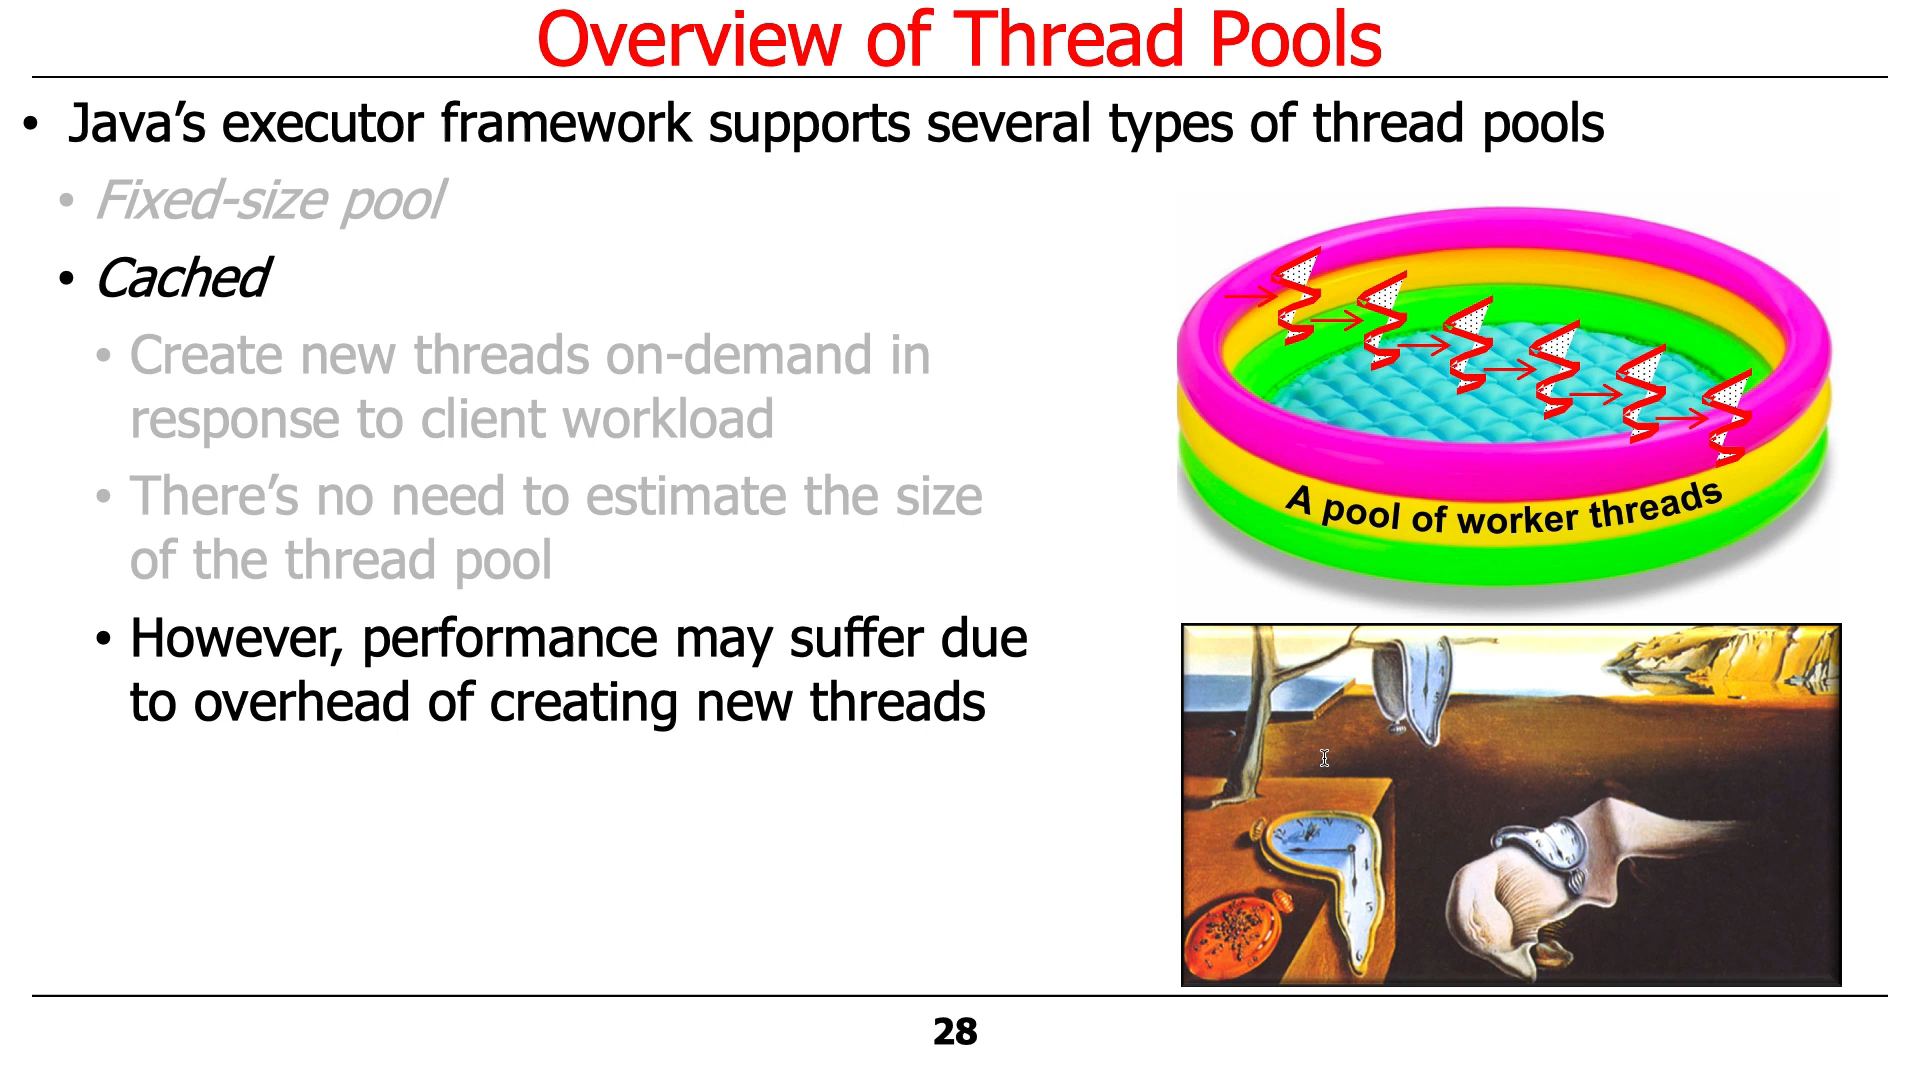 Overview of Thread Pools
• Java’s executor framework supports several types of thread pools
• Fixed-size pool
• Cached
• Create new threads on-demand in
response to client workload
• There’s no need to estimate the size
of the thread pool
• However, performance may suffer due
to overhead of creating new threads
A pool of worker threads
28